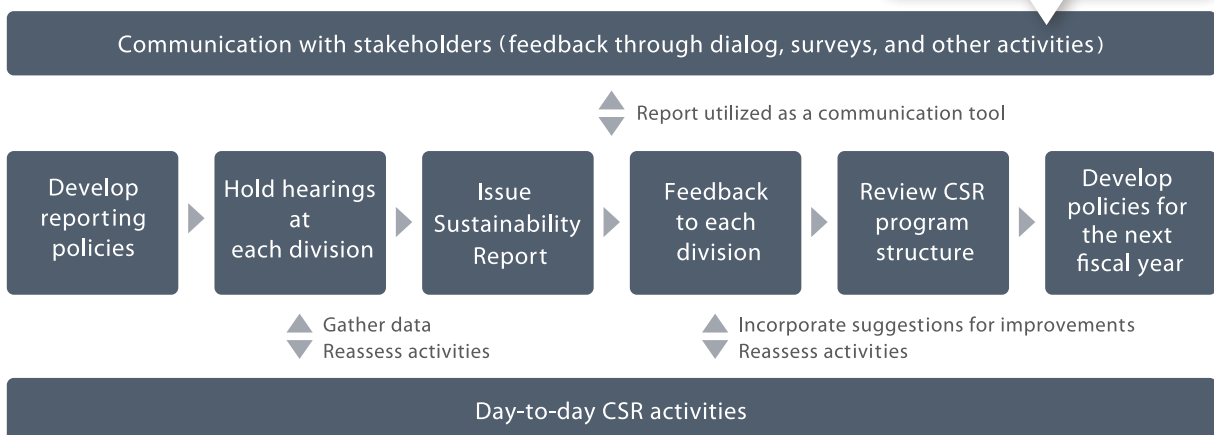 Communication with stakeholders (feedback through dialog, surveys, and other activities)
Report utilized as a communication tool
Develop
reporting
policies
Hold hearings
at
each division
Issue
Sustainability
Report
Feedback
to each
division
Review CSR
program
structure
Develop
policies for
the next
fiscal year
Gather data
Reassess activities
Incorporate suggestions for improvements
Reassess activities
Day-to-day CSR activities